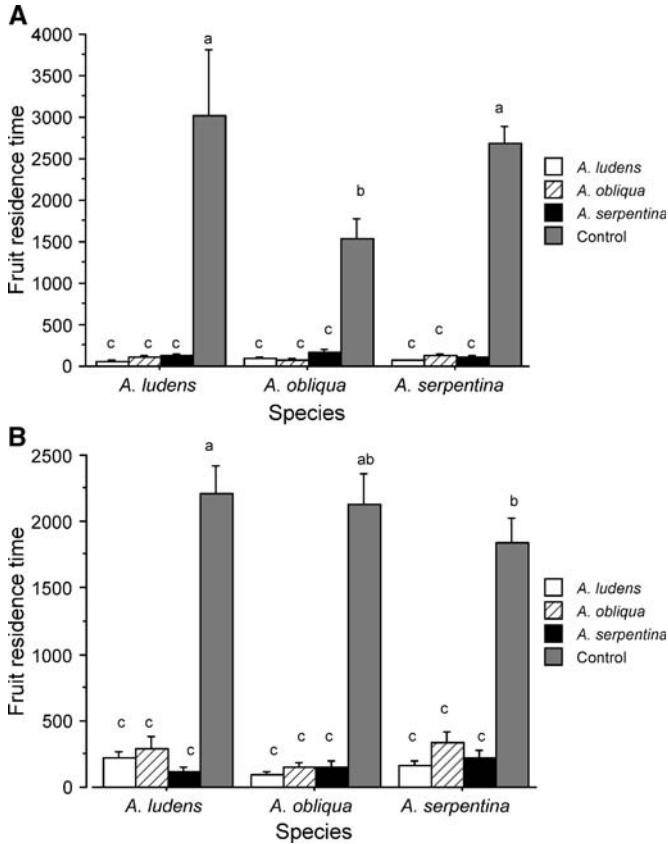 A
4000
3500
3000
2500
2000
1500
1000
500
0
Fruit residence time
a
b
a
c c c
c c c
c c c
A. ludens
A. obliqua
A. serpentina
Control
A. ludens A. obliqua A. serpentina
Species
B
2500
2000
1500
1000
500
0
Fruit residence time
a
ab
b
c c c
c c c
c c c
A. ludens
A. obliqua
A. serpentina
Control
A. ludens A. obliqua A. serpentina
Species